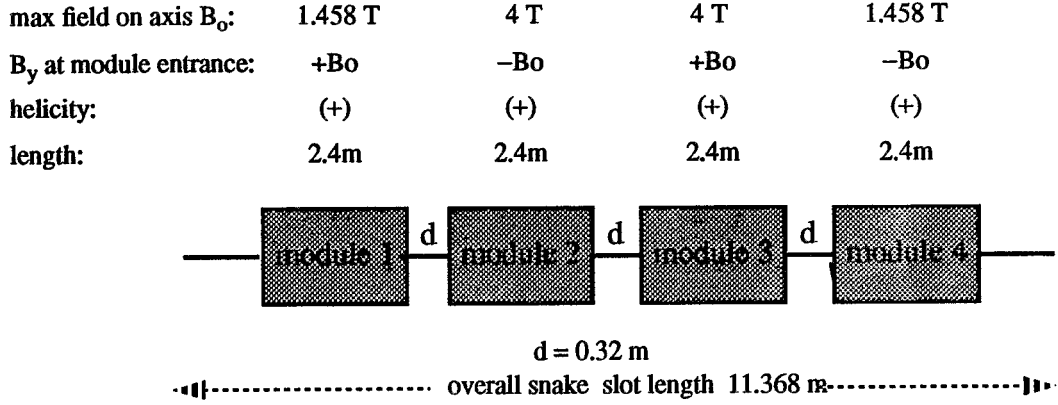 max field on axis Bo: 1.458 T 4 T 4 T 1.458 T
By at module entrance: +Bo −Bo +Bo −Bo
helicity: (+) (+) (+) (+)
length: 2.4m 2.4m 2.4m 2.4m
module 1 d module 2 d module 3 d module 4
d = 0.32 m
overall snake slot length 11.368 m